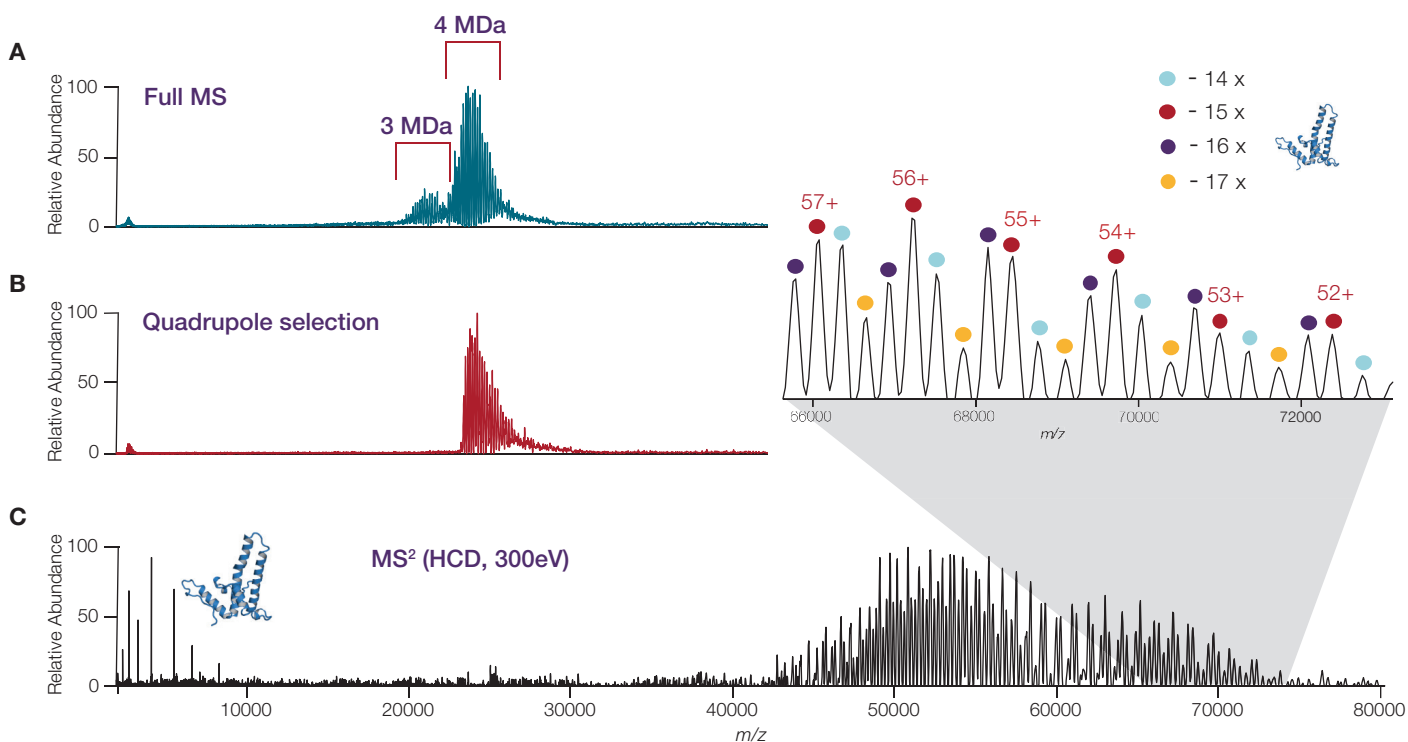 A
4 MDa
3 MDa
Full MS
Relative Abundance
100
50
0
- 14 x
- 15 x
- 16 x
- 17 x
B
Quadrupole selection
Relative Abundance
100
50
0
57+
56+
55+
54+
53+
52+
66000
68000
70000
72000
m/z
C
MS² (HCD, 300eV)
Relative Abundance
100
50
0
10000
20000
30000
40000
50000
60000
70000
80000
m/z